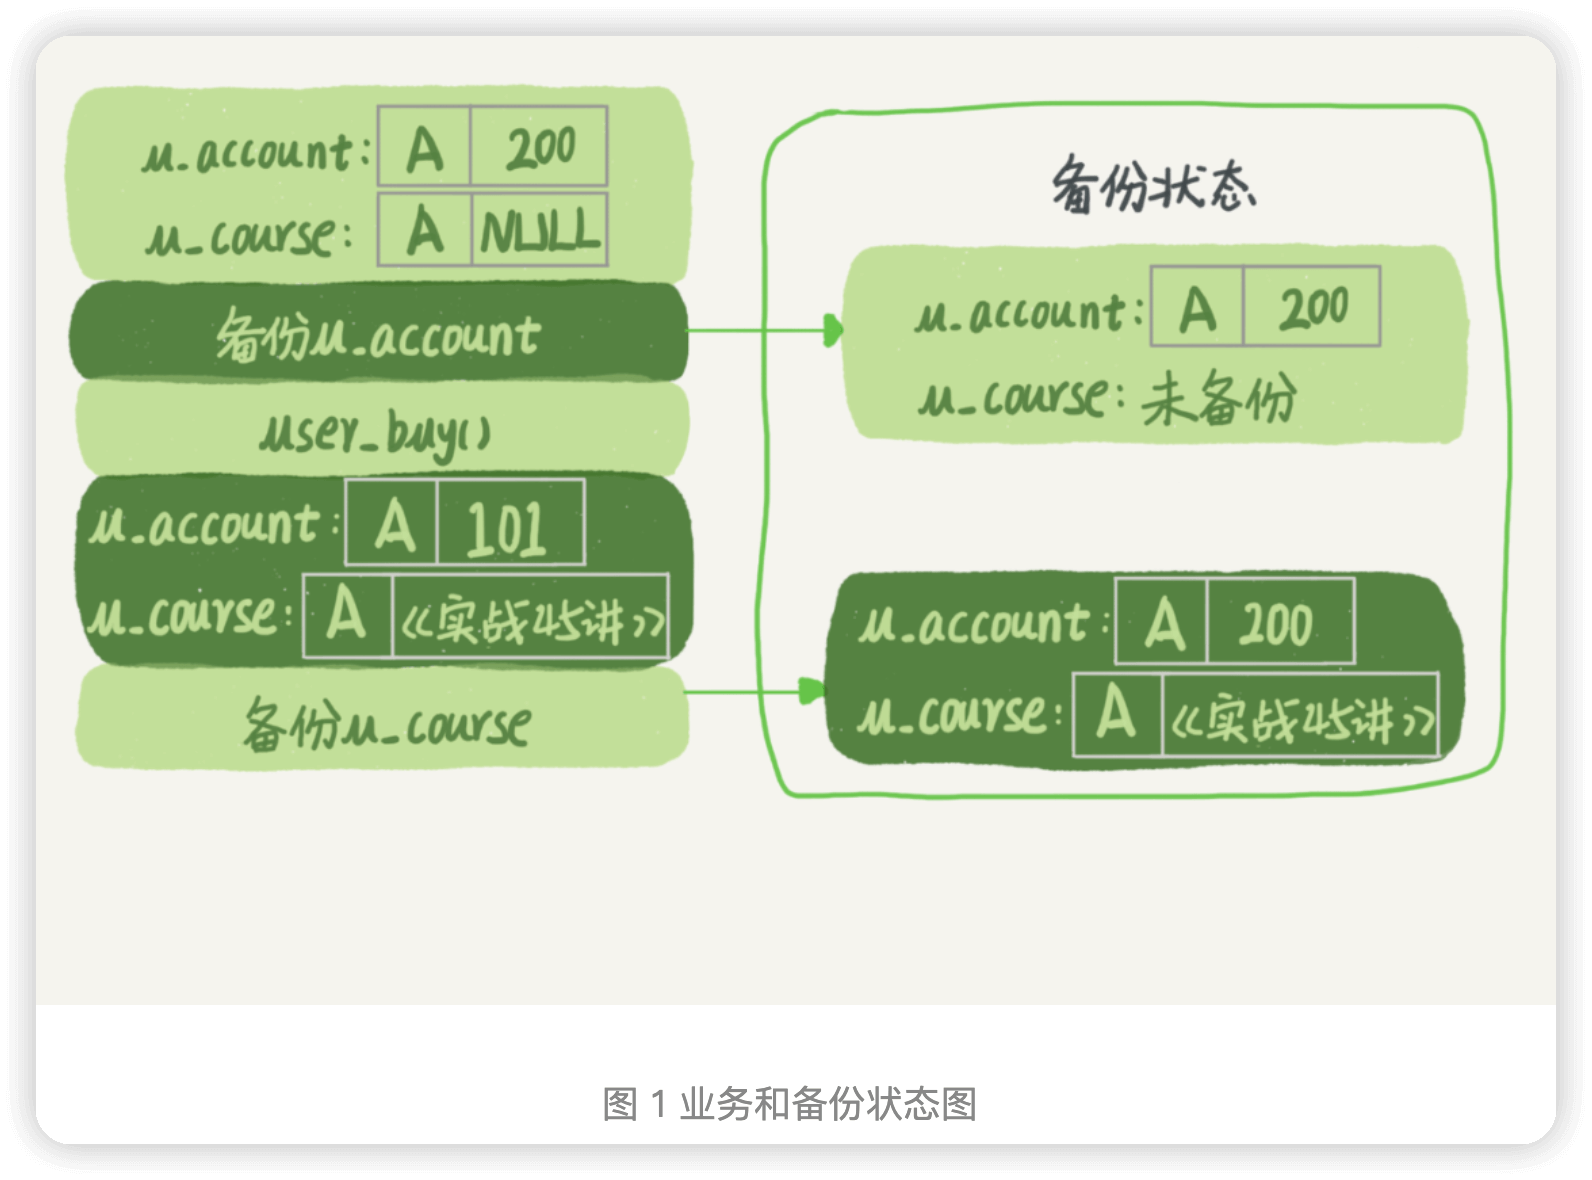 u_account: A 200
u_course: A NULL
备份u_account
user_buy()
u_account: A 101
u_course: A 《实战45讲》
备份u_course
备份状态
u_account: A 200
u_course: 未备份
u_account: A 200
u_course: A 《实战45讲》
图 1 业务和备份状态图